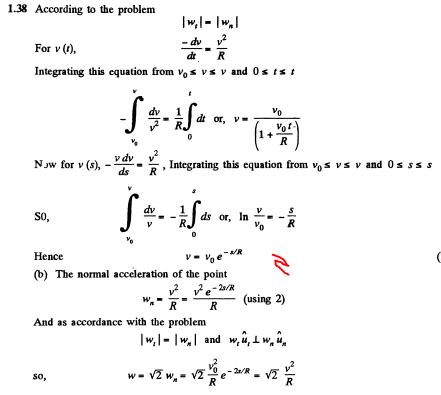 1.38 According to the problem
|w_t| = |w_n|
For v (t), -dv/dt = v²/R
Integrating this equation from v₀ ≤ v ≤ v and 0 ≤ t ≤ t
-∫_{v₀}^{v} dv/v² = 1/R ∫_{0}^{t} dt or, v = v₀/(1 + v₀t/R)
Now for v (s), - v dv/ds = v²/R, Integrating this equation from v₀ ≤ v ≤ v and 0 ≤ s ≤ s
SO, ∫_{v₀}^{v} dv/v = - 1/R ∫_{0}^{s} ds or, ln v/v₀ = - s/R
Hence v = v₀ e^{-s/R} (
(b) The normal acceleration of the point
w_n = v²/R = v² e^{-2s/R}/R (using 2)
And as accordance with the problem
|w_t| = |w_n| and w_t û_t ⊥ w_n û_n
so, w = √2 w_n = √2 v₀²/R e^{-2s/R} = √2 v²/R